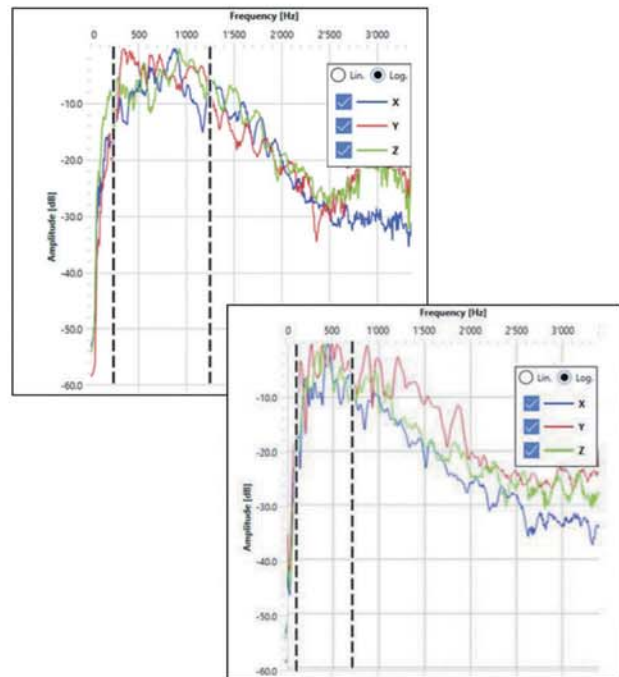 Frequency [Hz]
0 500 1'000 1'500 2'000 2'500 3'000
Lin. Log.
X
Y
Z
-10.0
-20.0
-30.0
-40.0
-50.0
-60.0
Amplitude [dB]
Frequency [Hz]
0 500 1'000 1'500 2'000 2'500 3'000
Lin. Log.
X
Y
Z
-10.0
-20.0
-30.0
-40.0
-50.0
-60.0
Amplitude [dB]